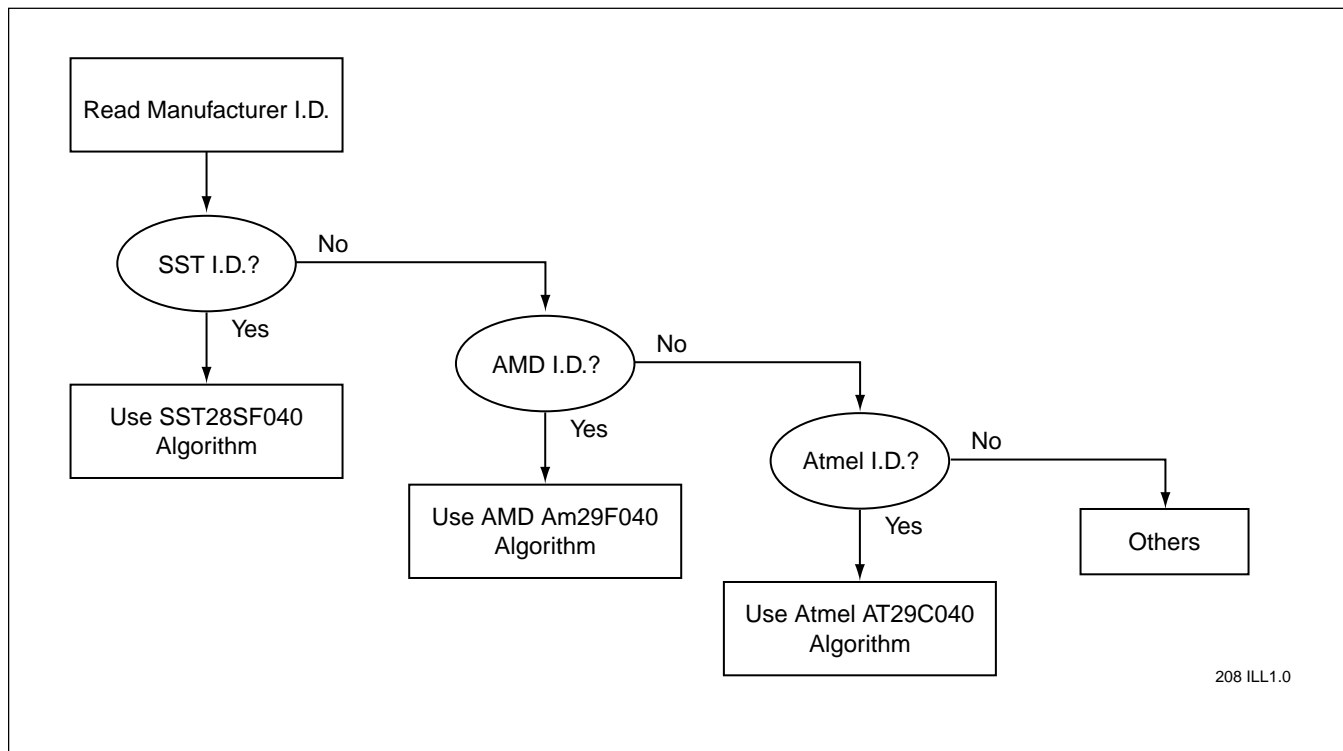 Read Manufacturer I.D.
SST I.D.?
No
Yes
Use SST28SF040
Algorithm
AMD I.D.?
No
Yes
Use AMD Am29F040
Algorithm
Atmel I.D.?
No
Yes
Use Atmel AT29C040
Algorithm
Others
208 ILL1.0